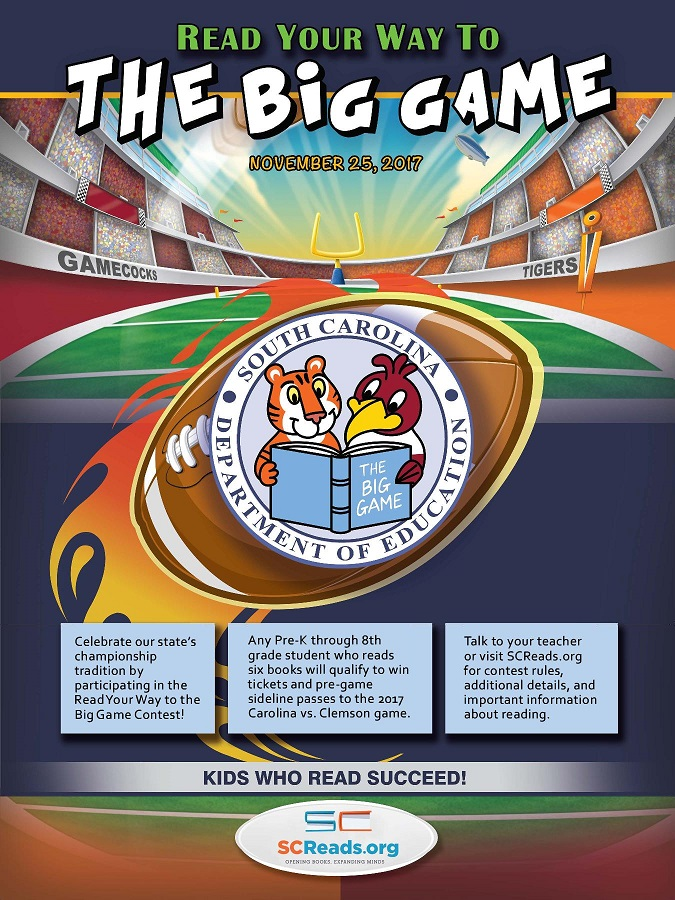 READ YOUR WAY TO
THE BIG GAME
NOVEMBER 25, 2017
GAMECOCKS
TIGERS
SOUTH CAROLINA
DEPARTMENT OF EDUCATION
THE
BIG
GAME
Celebrate our state's
championship
tradition by
participating in the
Read Your Way to the
Big Game Contest!
Any Pre-K through 8th
grade student who reads
six books will qualify to win
tickets and pre-game
sideline passes to the 2017
Carolina vs. Clemson game.
Talk to your teacher
or visit SCReads.org
for contest rules,
additional details, and
important information
about reading.
KIDS WHO READ SUCCEED!
SC
SCReads.org
OPENING BOOKS. EXPANDING MINDS